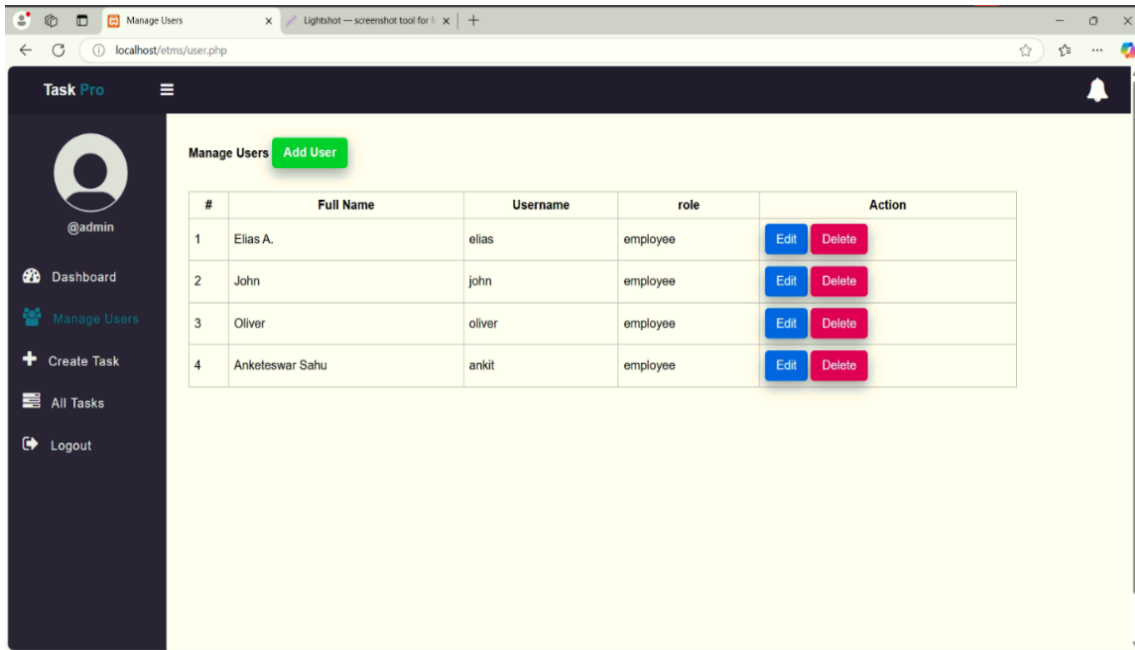 Manage Users
Lightshot — screenshot tool for
localhost/etms/user.php
Task Pro
@admin
Dashboard
Manage Users
Create Task
All Tasks
Logout
Manage Users Add User
# Full Name Username role Action
1 Elias A. elias employee Edit Delete
2 John john employee Edit Delete
3 Oliver oliver employee Edit Delete
4 Anketeswar Sahu ankit employee Edit Delete